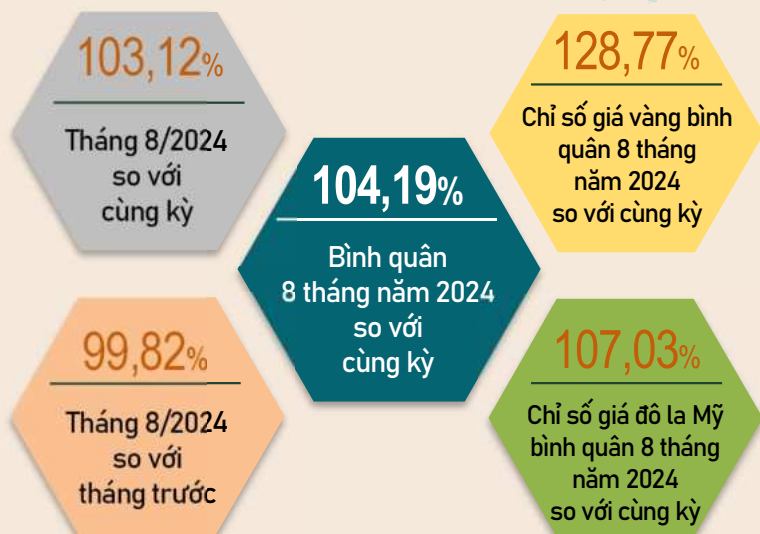 103,12%
Tháng 8/2024
so với
cùng kỳ
128,77%
Chỉ số giá vàng bình
quân 8 tháng
năm 2024
so với cùng kỳ
104,19%
Bình quân
8 tháng năm 2024
so với
cùng kỳ
99,82%
Tháng 8/2024
so với
tháng trước
107,03%
Chỉ số giá đô la Mỹ
bình quân 8 tháng
năm 2024
so với cùng kỳ